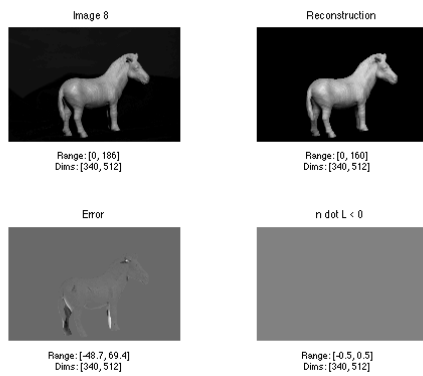 Image 8
Reconstruction
Range: [0, 186]
Dims: [340, 512]
Range: [0, 160]
Dims: [340, 512]
Error
n dot L < 0
Range: [-48.7, 69.4]
Dims: [340, 512]
Range: [-0.5, 0.5]
Dims: [340, 512]